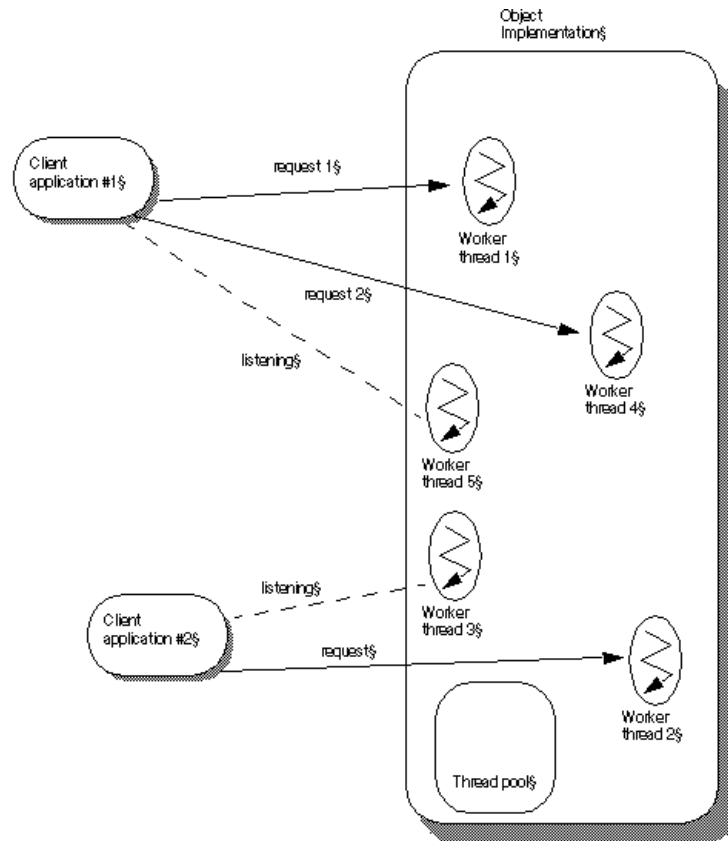 Object
Implementation§
Client
application #1§
request 1§
Worker
thread 1§
request 2§
Worker
thread 4§
listening§
Worker
thread 5§
listening§
Worker
thread 3§
Client
application #2§
request§
Worker
thread 2§
Thread pool§